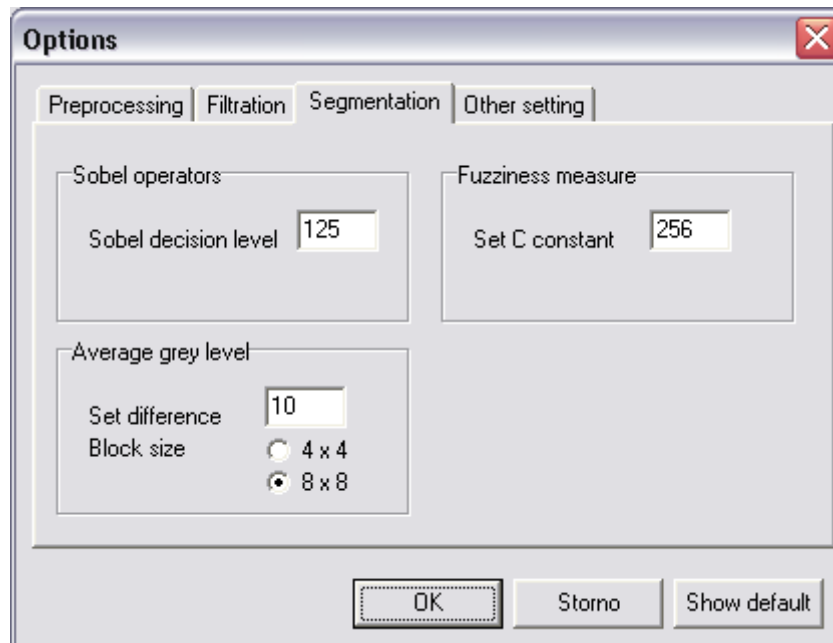 Options
Preprocessing Filtration Segmentation Other setting
Sobel operators
Sobel decision level 125
Fuzziness measure
Set C constant 256
Average grey level
Set difference 10
Block size 4 x 4
8 x 8
OK Storno Show default